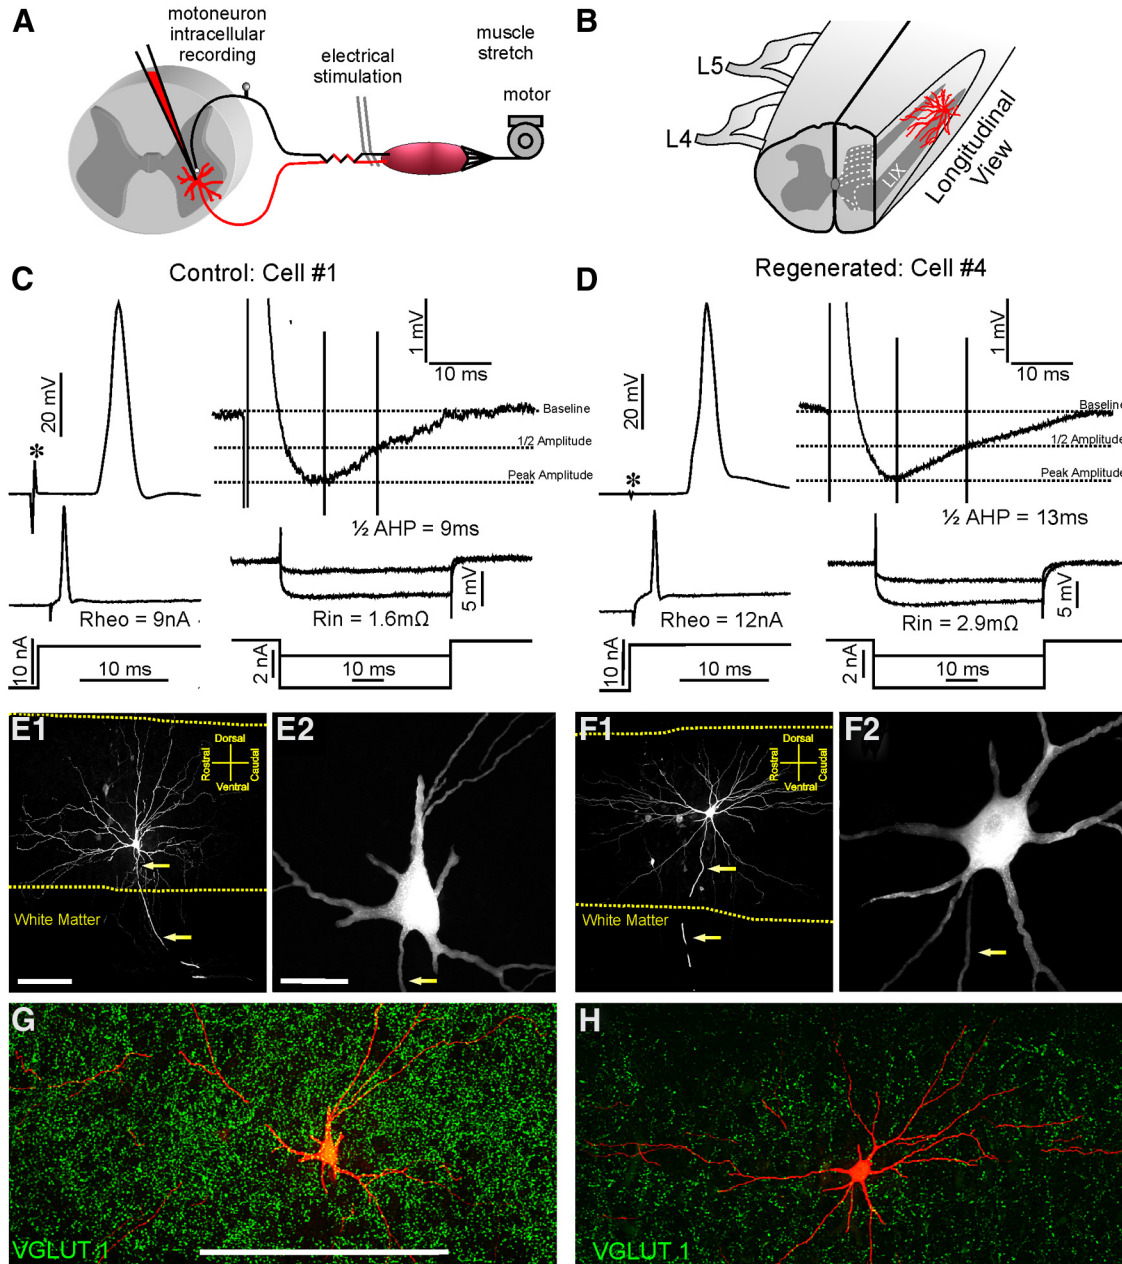 A
motoneuron
intracellular
recording
electrical
stimulation
muscle
stretch
motor
B
L5
L4
LIX
Longitudinal
View
C
Control: Cell #1
20 mV
*
1 mV
10 ms
Baseline
1/2 Amplitude
Peak Amplitude
½ AHP = 9ms
Rheo = 9nA
5 mV
Rin = 1.6mΩ
10 nA
10 ms
2 nA
10 ms
D
Regenerated: Cell #4
20 mV
*
1 mV
10 ms
Baseline
1/2 Amplitude
Peak Amplitude
½ AHP = 13ms
Rheo = 12nA
5 mV
Rin = 2.9mΩ
10 nA
10 ms
2 nA
10 ms
E1
Dorsal
Rostral
Caudal
Ventral
White Matter
E2
F1
Dorsal
Rostral
Caudal
Ventral
White Matter
F2
G
VGLUT 1
H
VGLUT 1